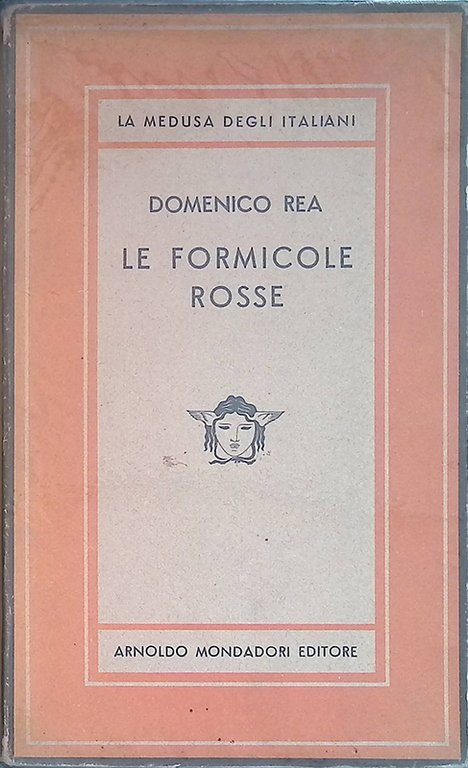 LA MEDUSA DEGLI ITALIANI
DOMENICO REA
LE FORMICOLE
ROSSE
ARNOLDO MONDADORI EDITORE